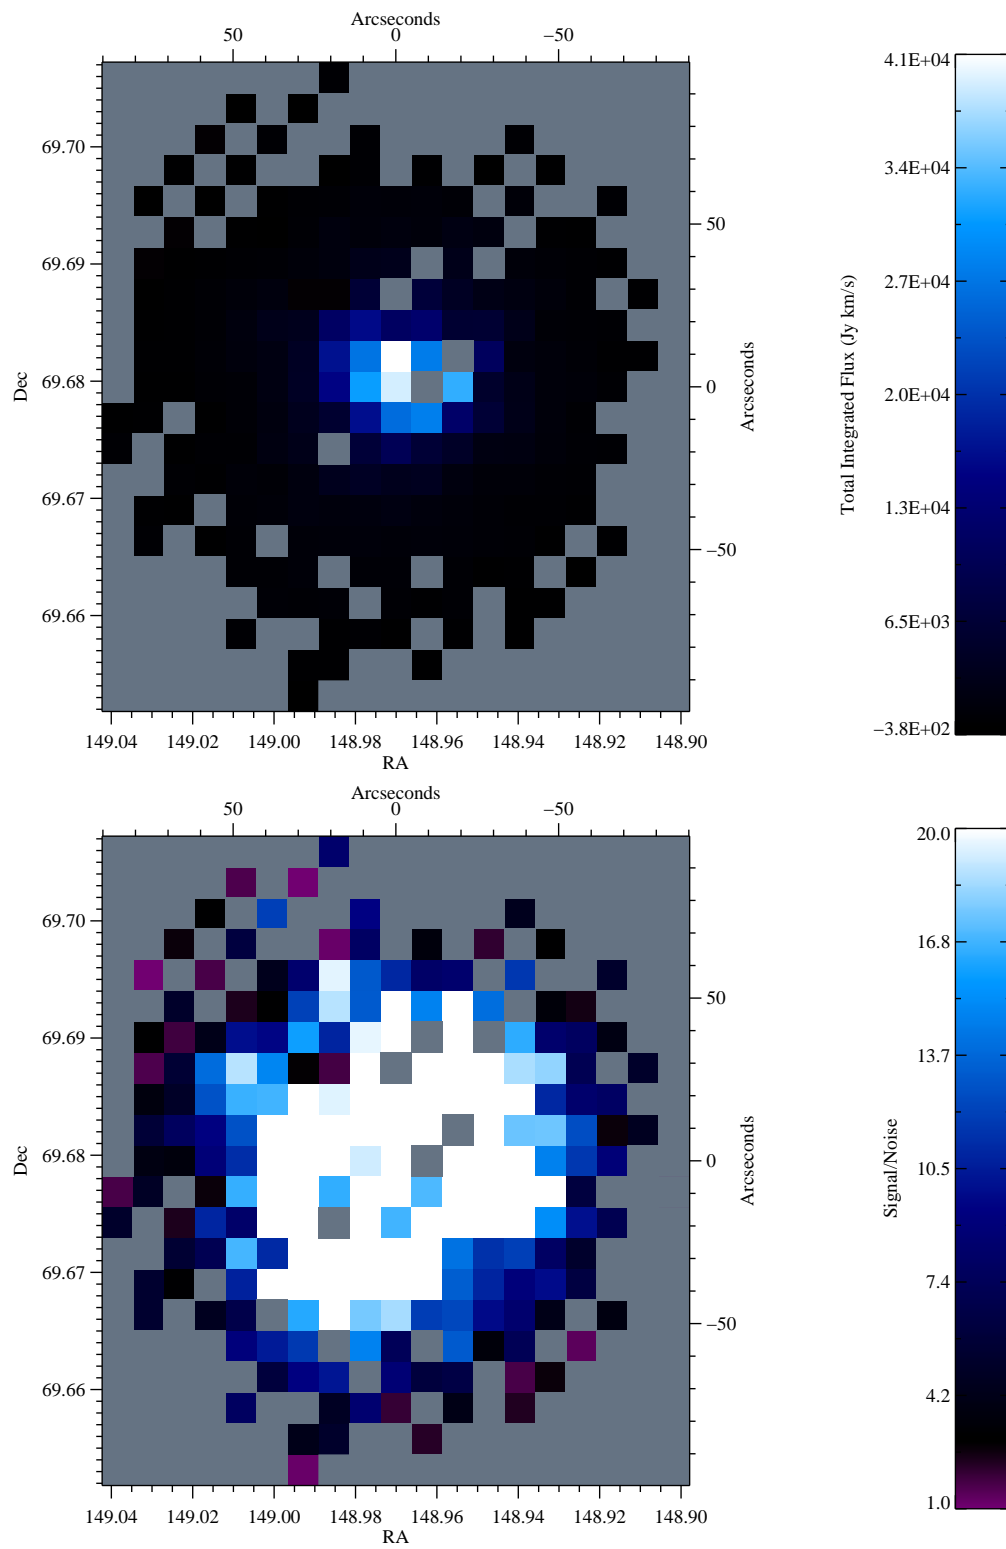 Arcseconds
50 0 −50
69.70
69.69
69.68
69.67
69.66
Dec
50
0
−50
Arcseconds
149.04 149.02 149.00 148.98 148.96 148.94 148.92 148.90
RA
4.1E+04
3.4E+04
2.7E+04
2.0E+04
1.3E+04
6.5E+03
−3.8E+02
Total Integrated Flux (Jy km/s)
Arcseconds
50 0 −50
69.70
69.69
69.68
69.67
69.66
Dec
50
0
−50
Arcseconds
149.04 149.02 149.00 148.98 148.96 148.94 148.92 148.90
RA
20.0
16.8
13.7
10.5
7.4
4.2
1.0
Signal/Noise